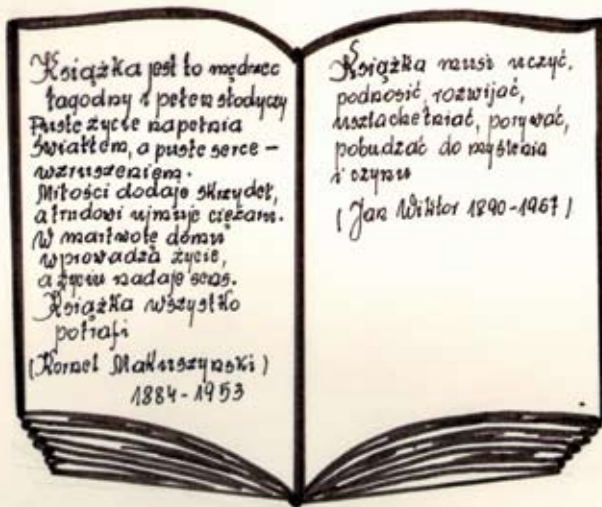 Książka jest to mędrzec
łagodny i pełen słodyczy
Puste życie napełnia
światłem, a puste serce –
wzruszeniem.
Miłości dodaje skrzydeł,
a trudowi ujmuje ciężaru.
W martwotę domu
wprowadza życie,
a życiu nadaje sens.
Książka wszystko
potrafi
(Kornel Makuszyński)
1884-1953
Książka musi uczyć,
podnosić, rozwijać,
uszlachetniać, porywać,
pobudzać do myślenia
i czynu
(Jan Wiktor 1890-1967)